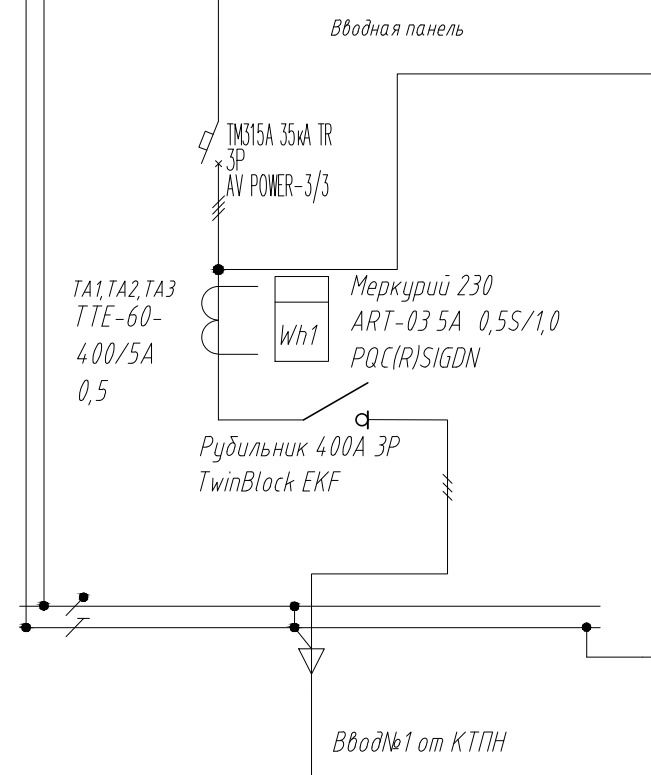 Вводная панель
TM315A 35кА TR
3P
AV POWER-3/3
TA1,TA2,TA3
TTE-60-
400/5A
0,5
Wh1
Меркурий 230
ART-03 5A 0,5S/1,0
PQC(R)SIGDN
Рубильник 400А 3Р
TwinBlock EKF
Ввод№1 от КТПН